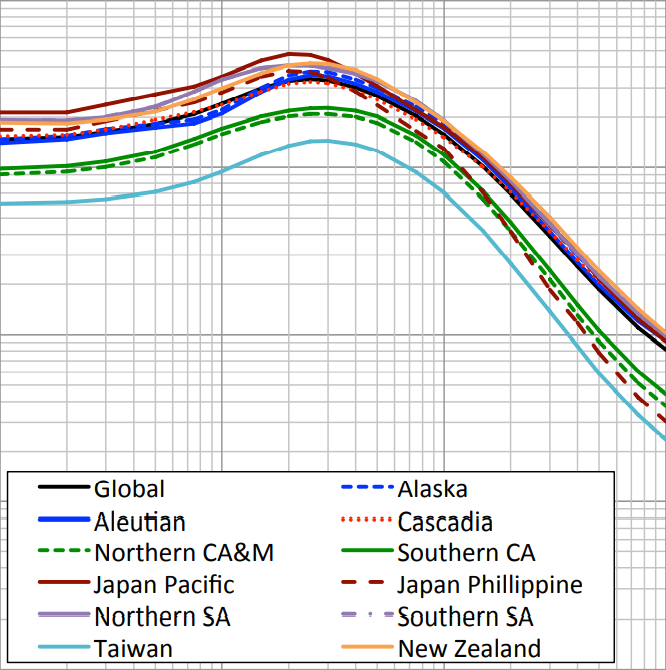 Global Alaska
Aleutian Cascadia
Northern CA&M Southern CA
Japan Pacific Japan Phillippine
Northern SA Southern SA
Taiwan New Zealand